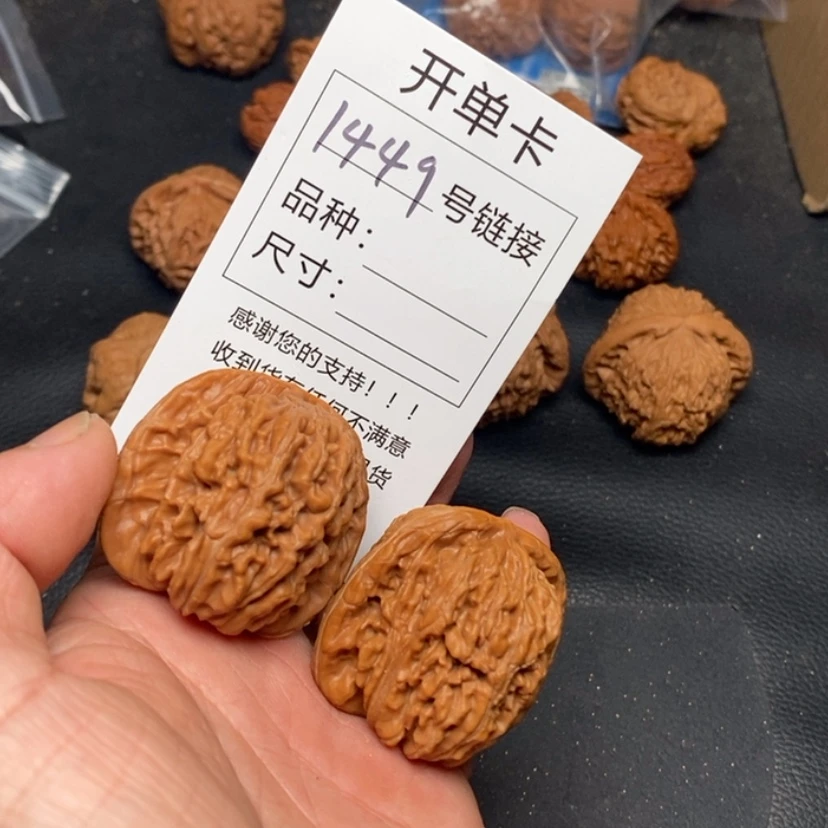 开单卡
1449号链接
品种：
尺寸：
感谢您的支持！！！
收到货有任何不满意
货